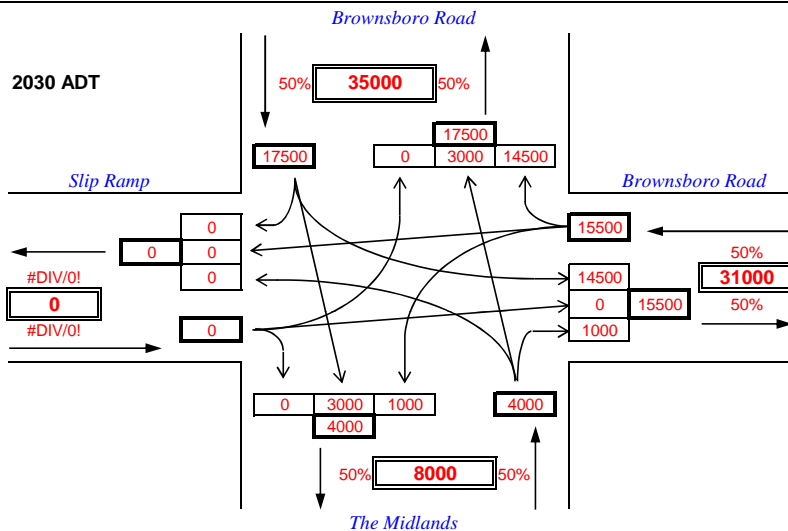 Brownsboro Road
2030 ADT
50% 35000 50%
17500
17500 0 3000 14500
Slip Ramp Brownsboro Road
0 15500
0 0
50%
#DIV/0! 0 14500 31000
0 0 15500 50%
#DIV/0! 0 1000
0 3000 1000 4000
4000
50% 8000 50%
The Midlands